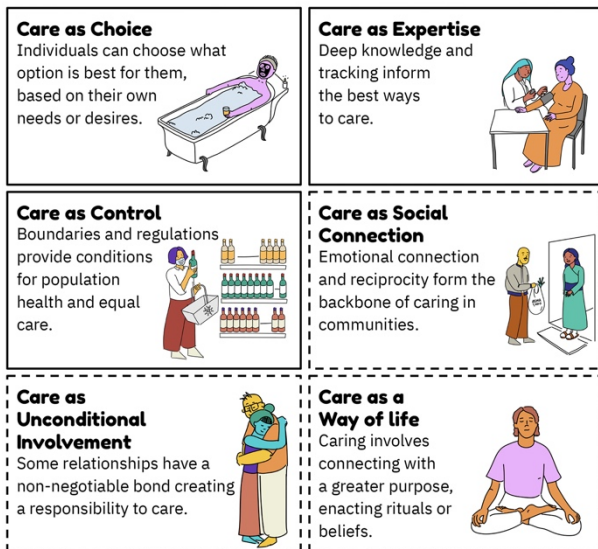 Care as Choice
Individuals can choose what
option is best for them,
based on their own
needs or desires.
Care as Expertise
Deep knowledge and
tracking inform
the best ways
to care.
Care as Control
Boundaries and regulations
provide conditions
for population
health and equal
care.
Care as Social
Connection
Emotional connection
and reciprocity form the
backbone of caring in
communities.
Care as
Unconditional
Involvement
Some relationships have a
non-negotiable bond creating
a responsibility to care.
Care as a
Way of life
Caring involves
connecting with
a greater purpose,
enacting rituals or
beliefs.